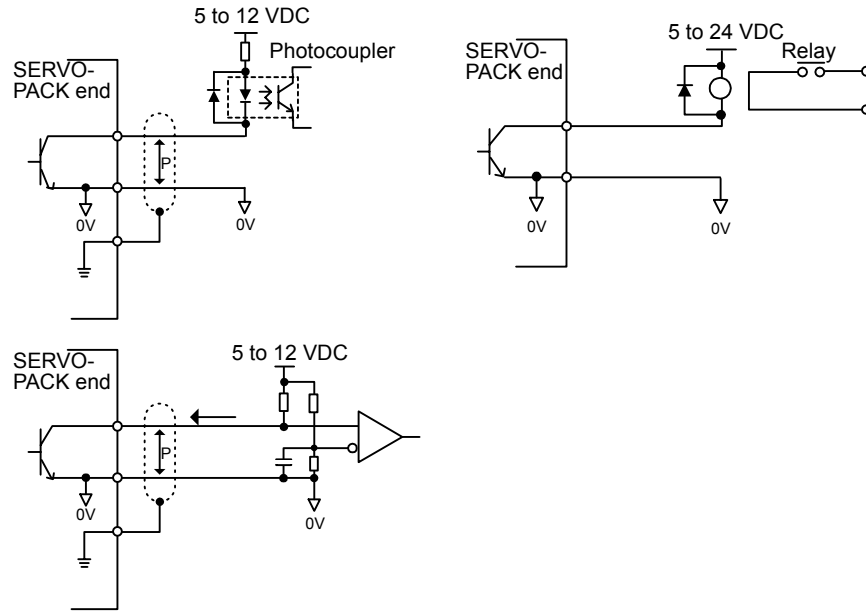 5 to 12 VDC
Photocoupler
SERVO-
PACK end
P
0V
0V
5 to 24 VDC
Relay
SERVO-
PACK end
0V
0V
5 to 12 VDC
SERVO-
PACK end
P
0V
0V